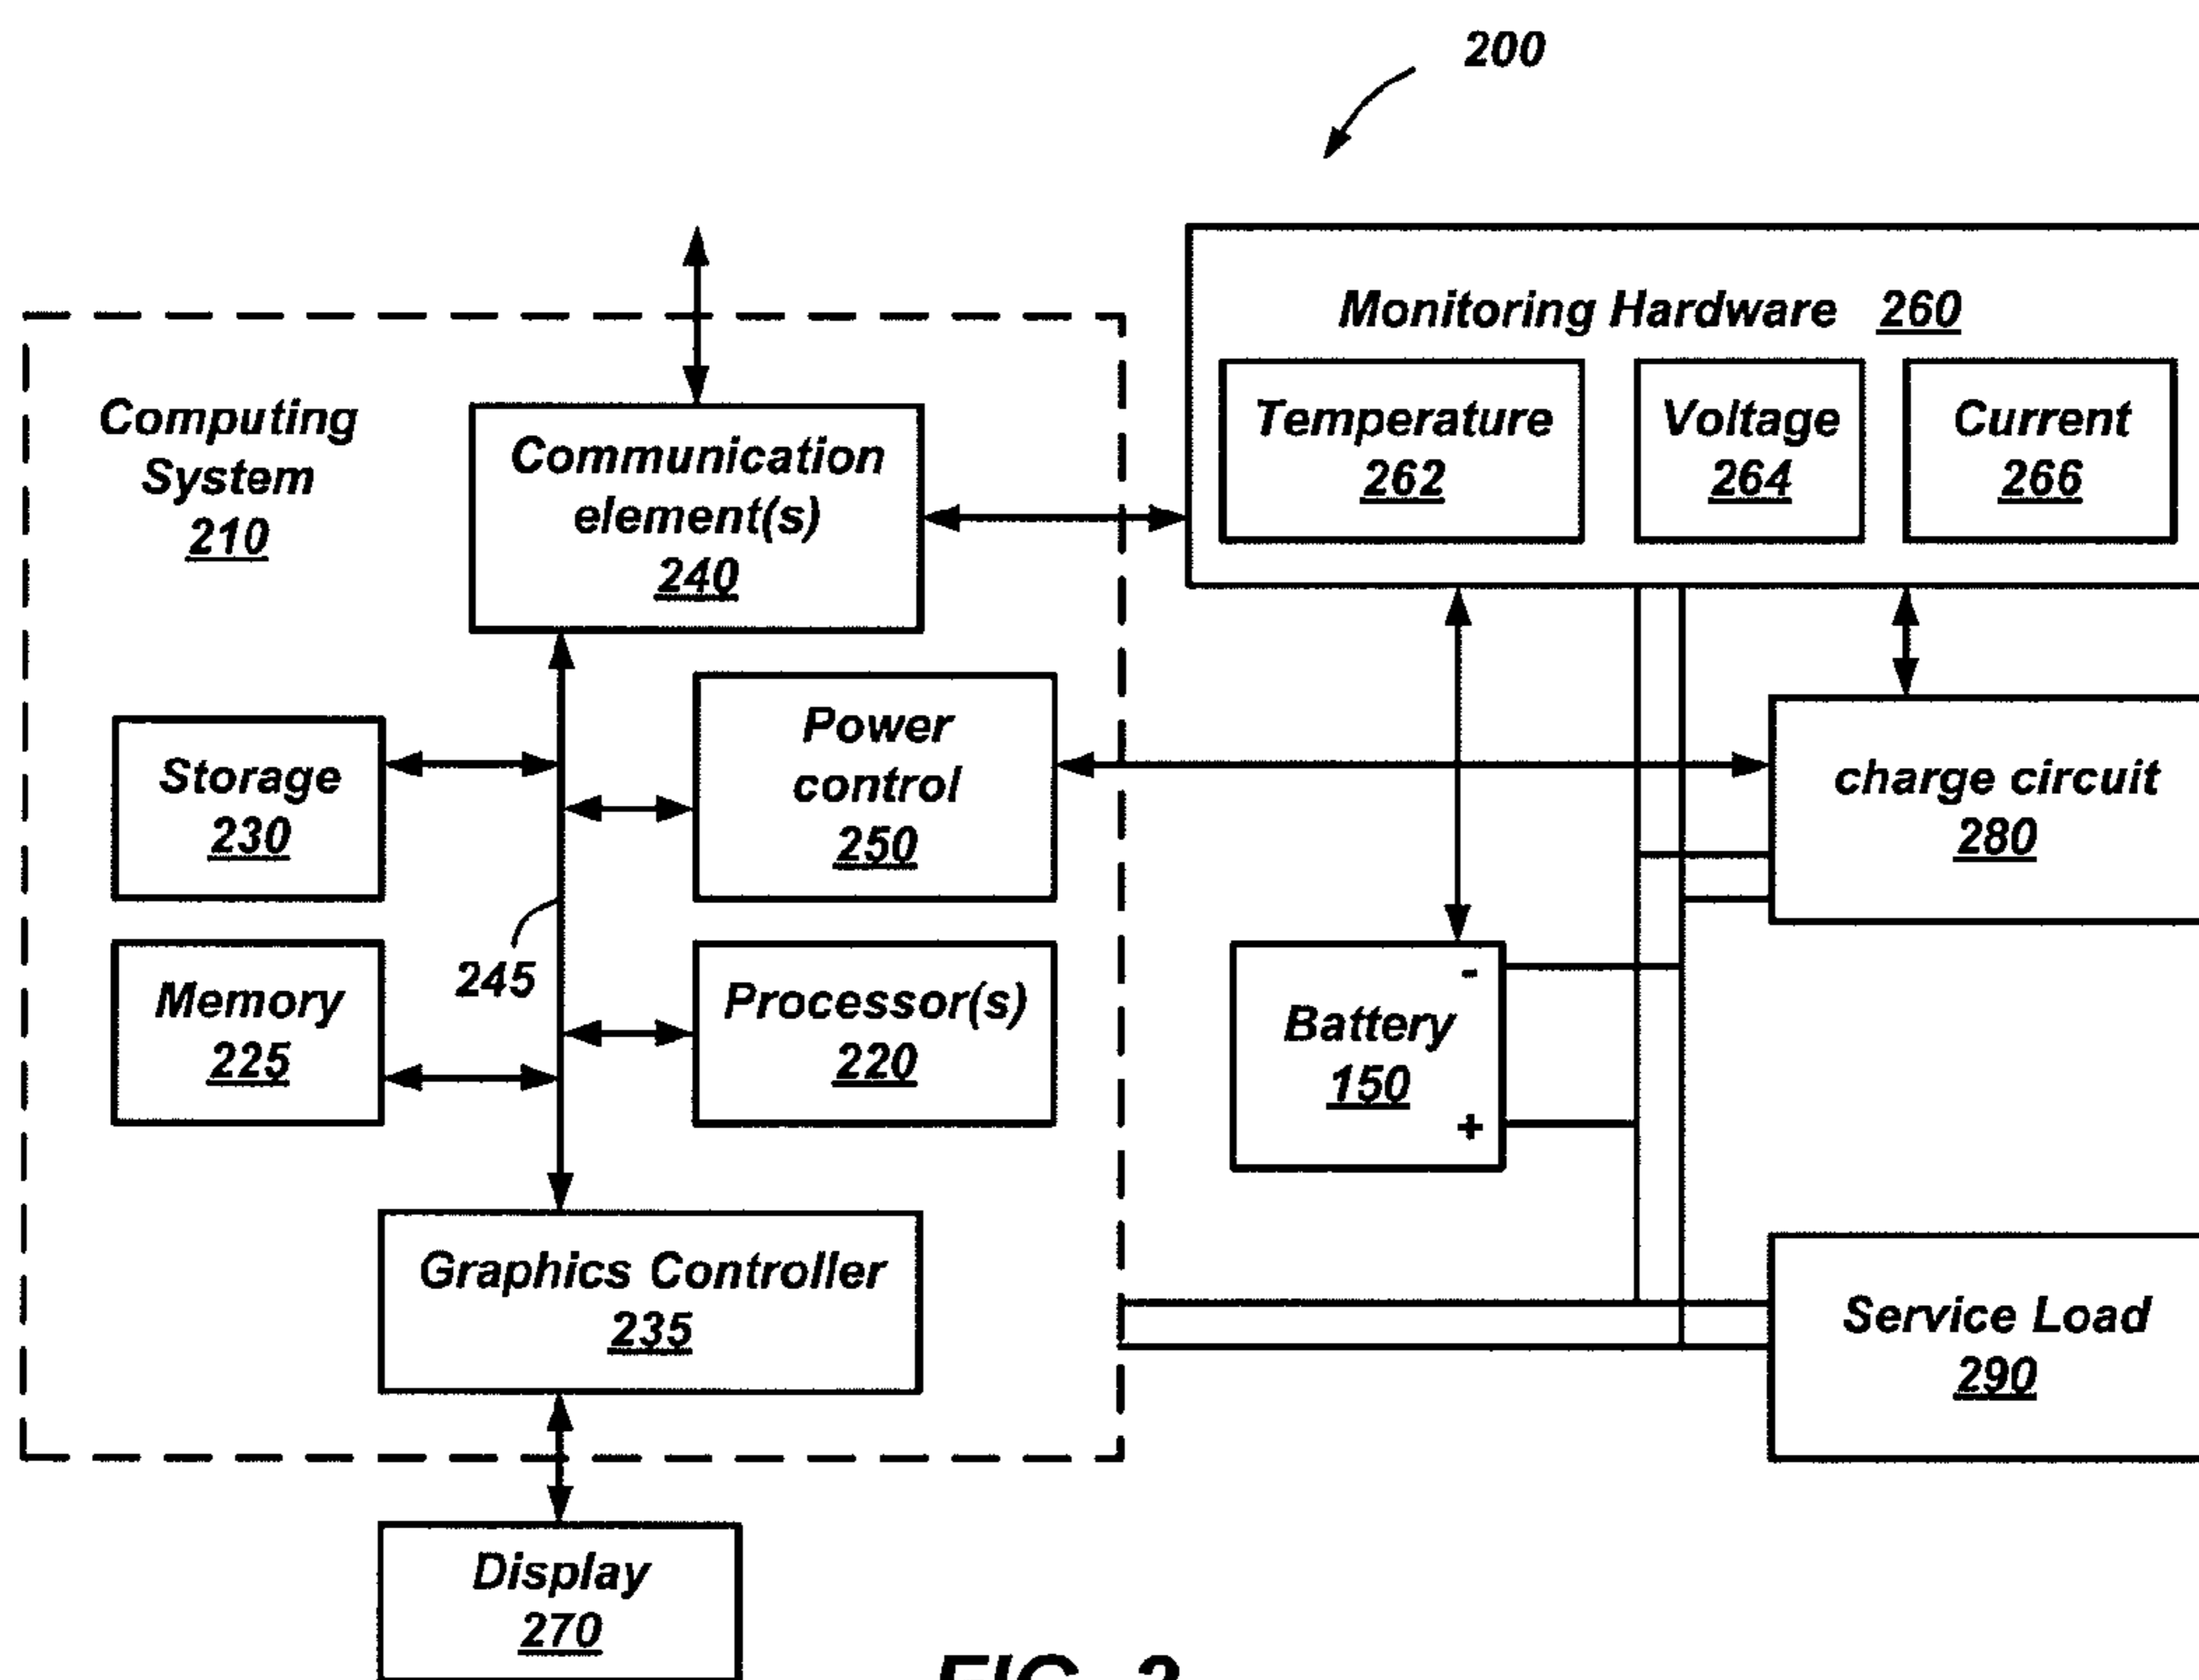 200
Monitoring Hardware 260
Temperature
262
Voltage
264
Current
266
Computing
System
210
Communication
element(s)
240
Storage
230
Power
control
250
charge circuit
280
245
Memory
225
Processor(s)
220
-
Battery
150
+
Graphics Controller
235
Service Load
290
Display
270
FIG. 2